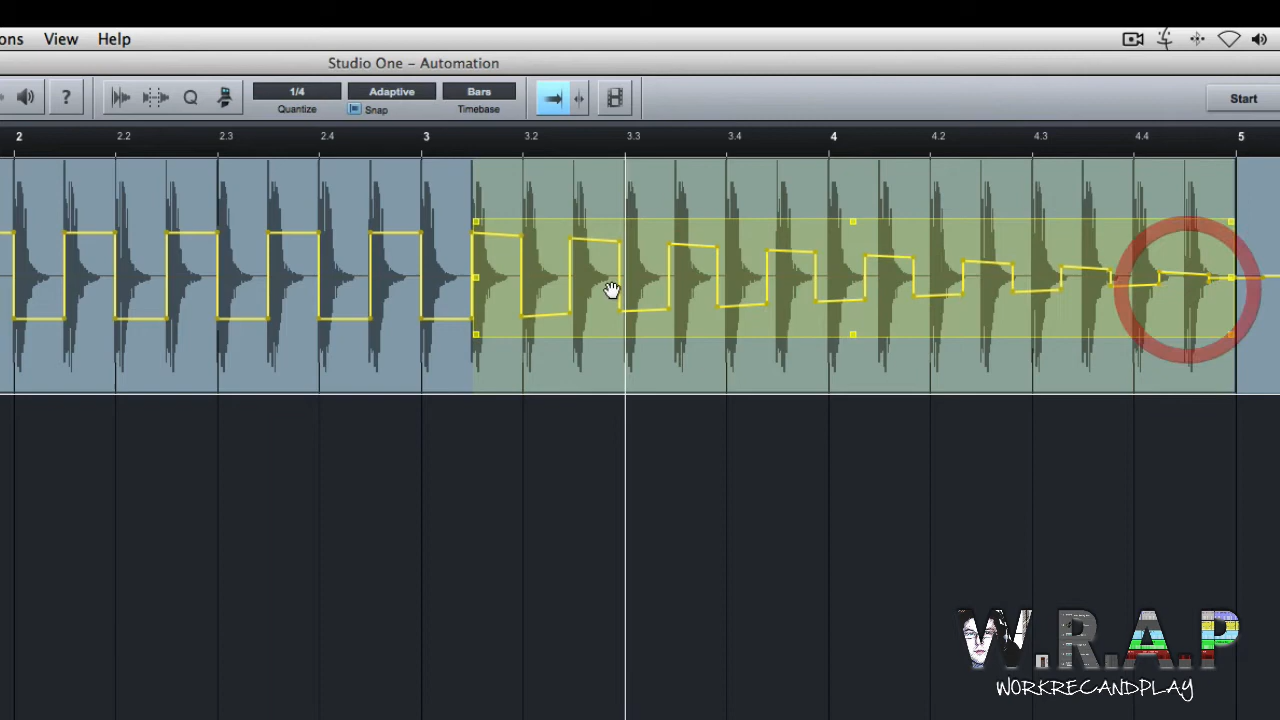 ons View Help
Studio One – Automation
? Q 1/4 Adaptive Bars Start
Quantize Snap Timebase
2 2.2 2.3 2.4 3 3.2 3.3 3.4 4 4.2 4.3 4.4 5
W.R.A.P
WORKRECANDPLAY